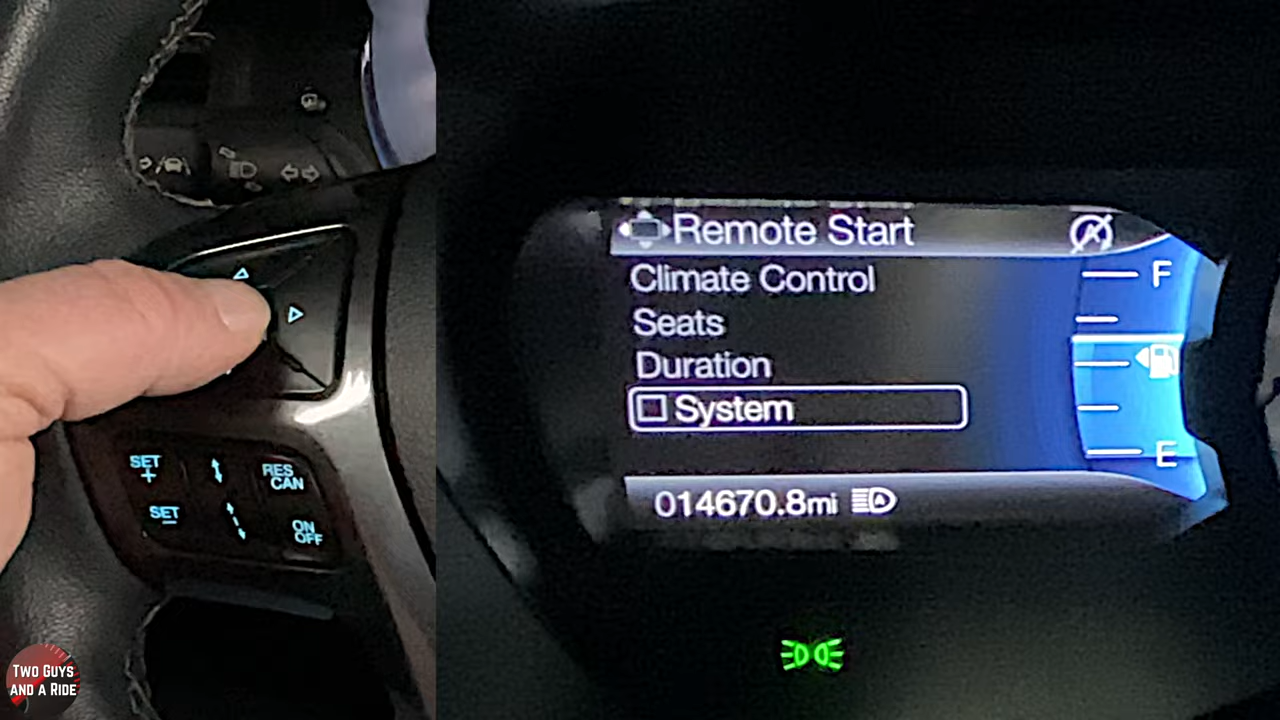 Remote Start
Climate Control
Seats
Duration
System
014670.8mi
F
E
SET
+
RES
CAN
SET
-
ON
OFF
TWO GUYS
AND A RIDE